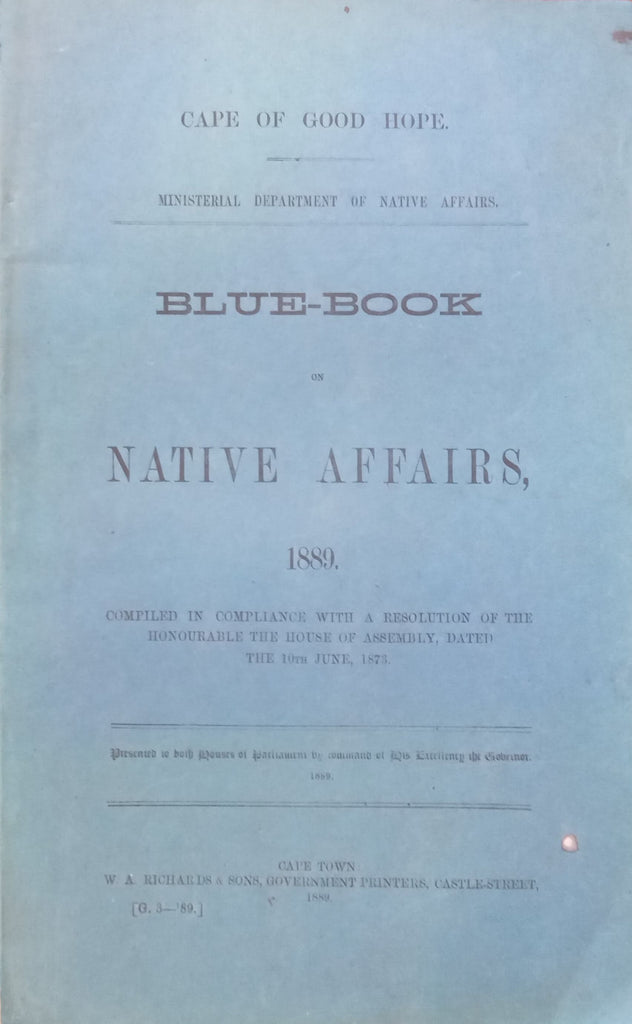 CAPE OF GOOD HOPE.
MINISTERIAL DEPARTMENT OF NATIVE AFFAIRS.
BLUE-BOOK
ON
NATIVE AFFAIRS,
1889.
COMPILED IN COMPLIANCE WITH A RESOLUTION OF THE
HONOURABLE THE HOUSE OF ASSEMBLY, DATED
THE 10TH JUNE, 1873.
Presented to both Houses of Parliament by command of His Excellency the Governor.
1889.
CAPE TOWN
W. A. RICHARDS & SONS, GOVERNMENT PRINTERS, CASTLE-STREET,
1889.
[G. 3—'89.]